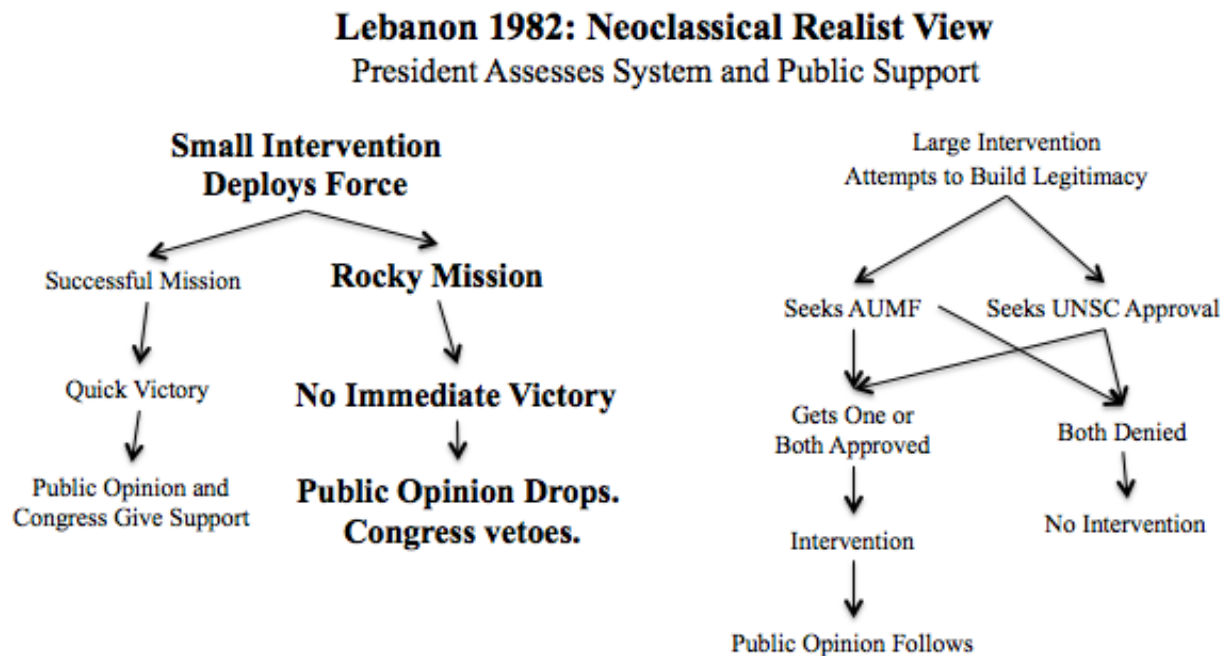 Lebanon 1982: Neoclassical Realist View
President Assesses System and Public Support
Small Intervention
Deploys Force
Successful Mission
Rocky Mission
Quick Victory
No Immediate Victory
Public Opinion and
Congress Give Support
Public Opinion Drops.
Congress vetoes.
Large Intervention
Attempts to Build Legitimacy
Seeks AUMF
Seeks UNSC Approval
Gets One or
Both Approved
Both Denied
Intervention
No Intervention
Public Opinion Follows